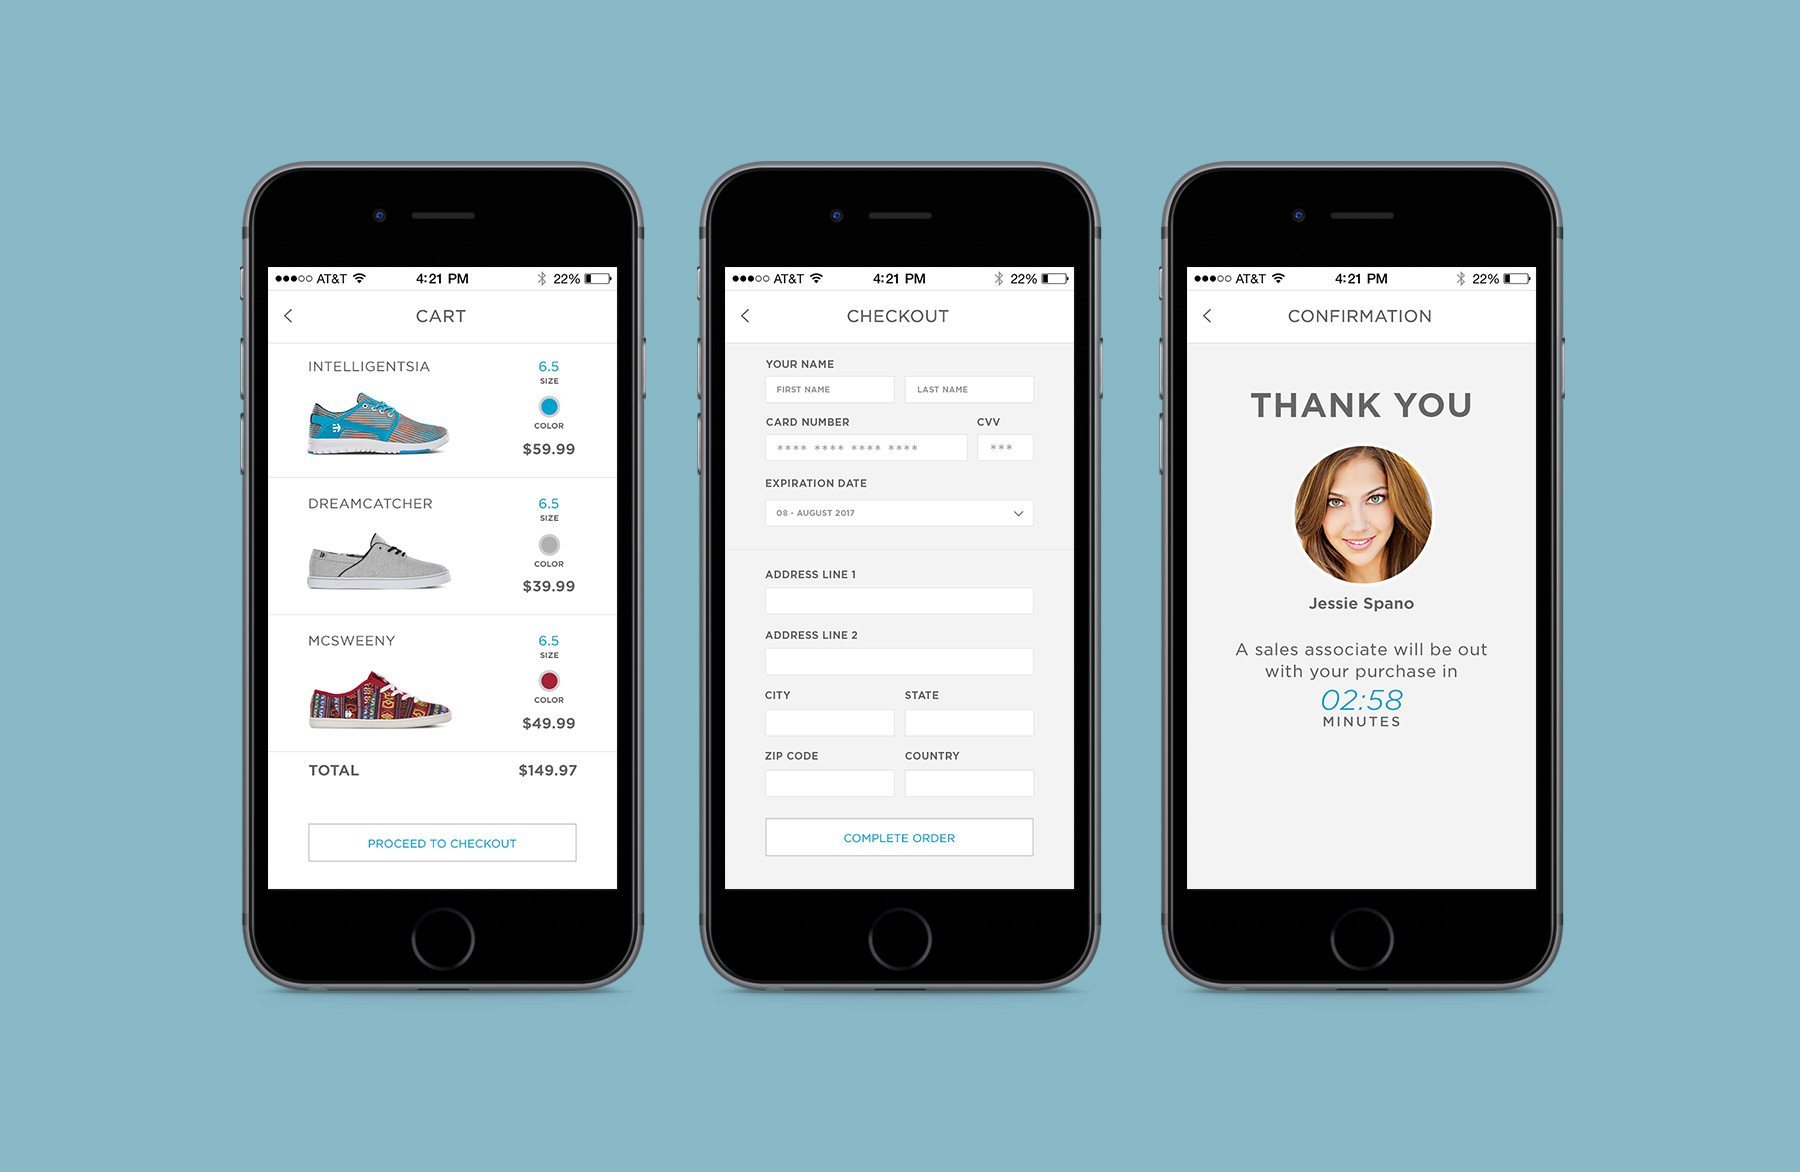 AT&T 4:21 PM 22%
CART
INTELLIGENTSIA 6.5
SIZE
COLOR
$59.99
DREAMCATCHER 6.5
SIZE
COLOR
$39.99
MCSWEENY 6.5
SIZE
COLOR
$49.99
TOTAL $149.97
PROCEED TO CHECKOUT
AT&T 4:21 PM 22%
CHECKOUT
YOUR NAME
FIRST NAME LAST NAME
CARD NUMBER CVV
**** **** **** **** ***
EXPIRATION DATE
08 - AUGUST 2017
ADDRESS LINE 1
ADDRESS LINE 2
CITY STATE
ZIP CODE COUNTRY
COMPLETE ORDER
AT&T 4:21 PM 22%
CONFIRMATION
THANK YOU
Jessie Spano
A sales associate will be out
with your purchase in
02:58
MINUTES